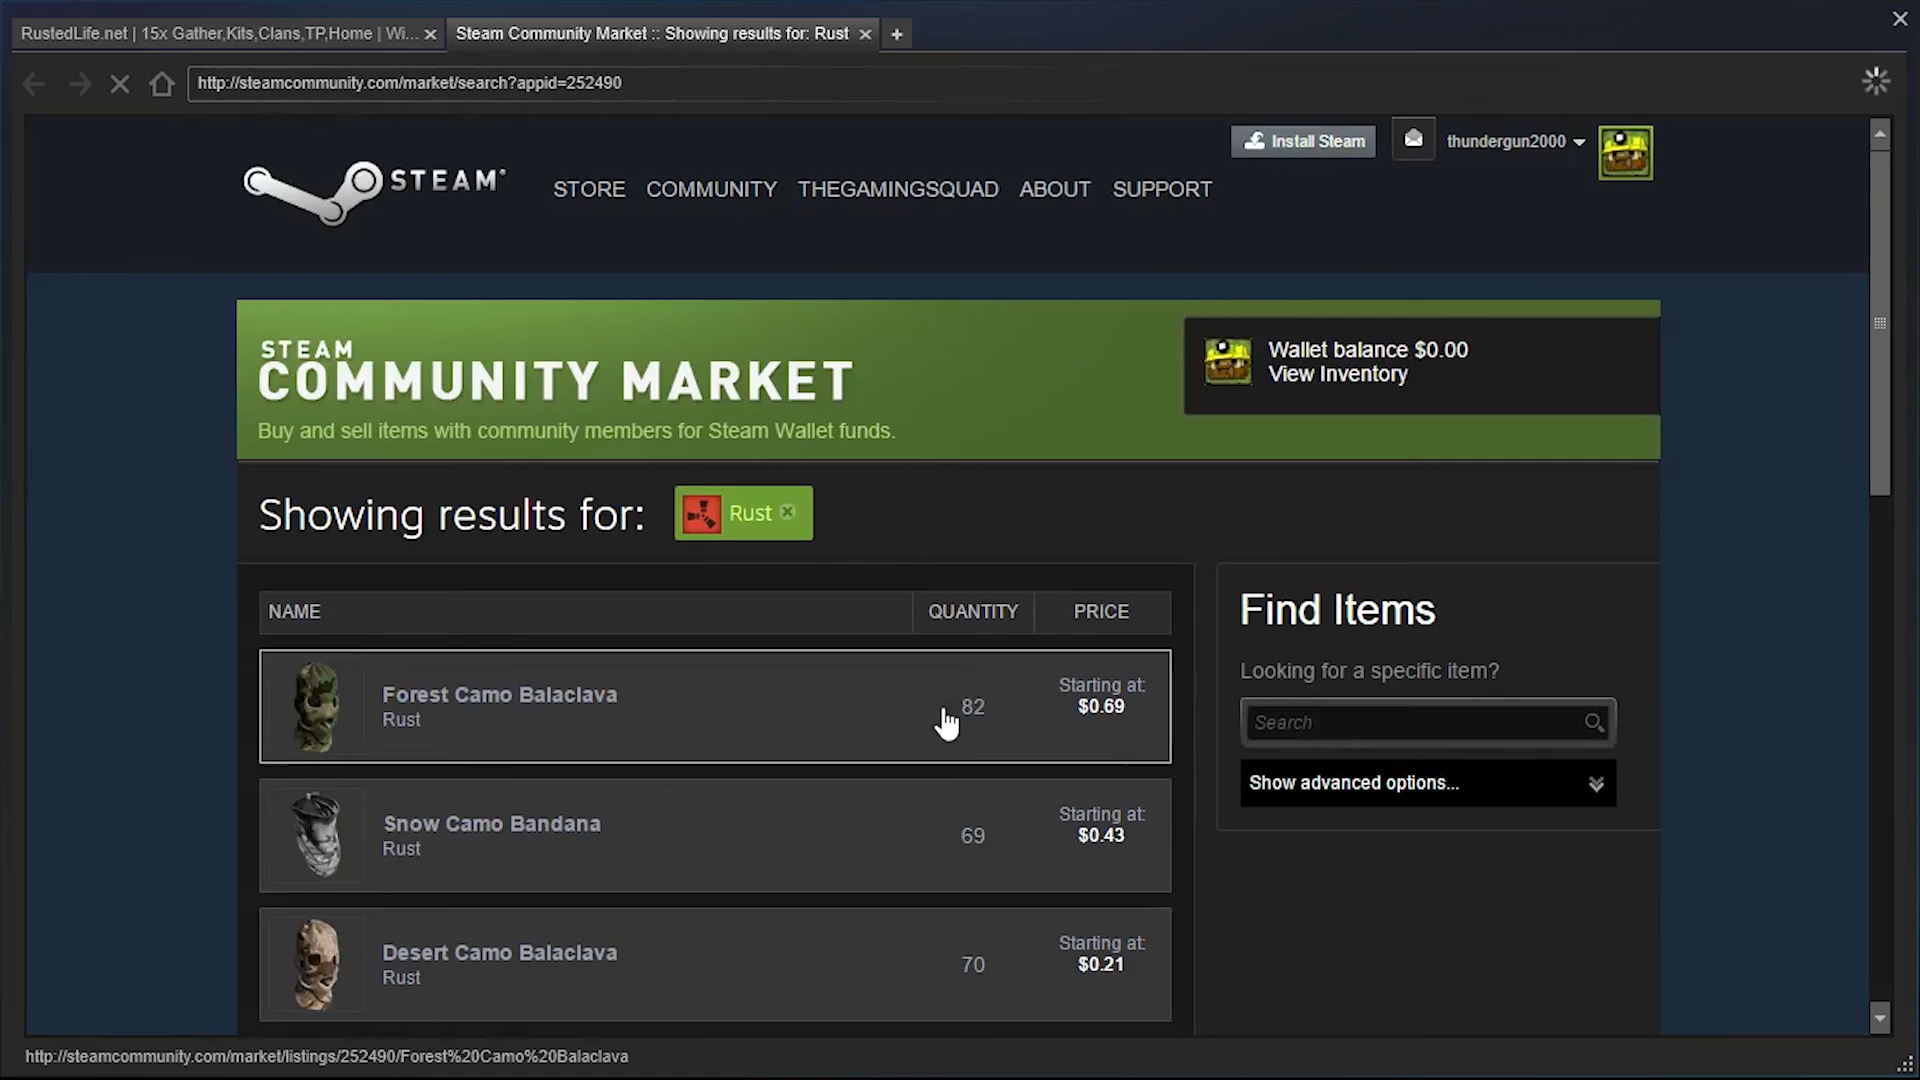 RustedLife.net | 15x Gather,Kits,Clans,TP,Home | Wi...
Steam Community Market :: Showing results for: Rust
http://steamcommunity.com/market/search?appid=252490
Install Steam
thundergun2000
STEAM®
STORE
COMMUNITY
THEGAMINGSQUAD
ABOUT
SUPPORT
STEAM
COMMUNITY MARKET
Buy and sell items with community members for Steam Wallet funds.
Wallet balance $0.00
View Inventory
Showing results for:
Rust
NAME
QUANTITY
PRICE
Forest Camo Balaclava
Rust
82
Starting at:
$0.69
Snow Camo Bandana
Rust
69
Starting at:
$0.43
Desert Camo Balaclava
Rust
70
Starting at:
$0.21
Find Items
Looking for a specific item?
Search
Show advanced options...
http://steamcommunity.com/market/listings/252490/Forest%20Camo%20Balaclava